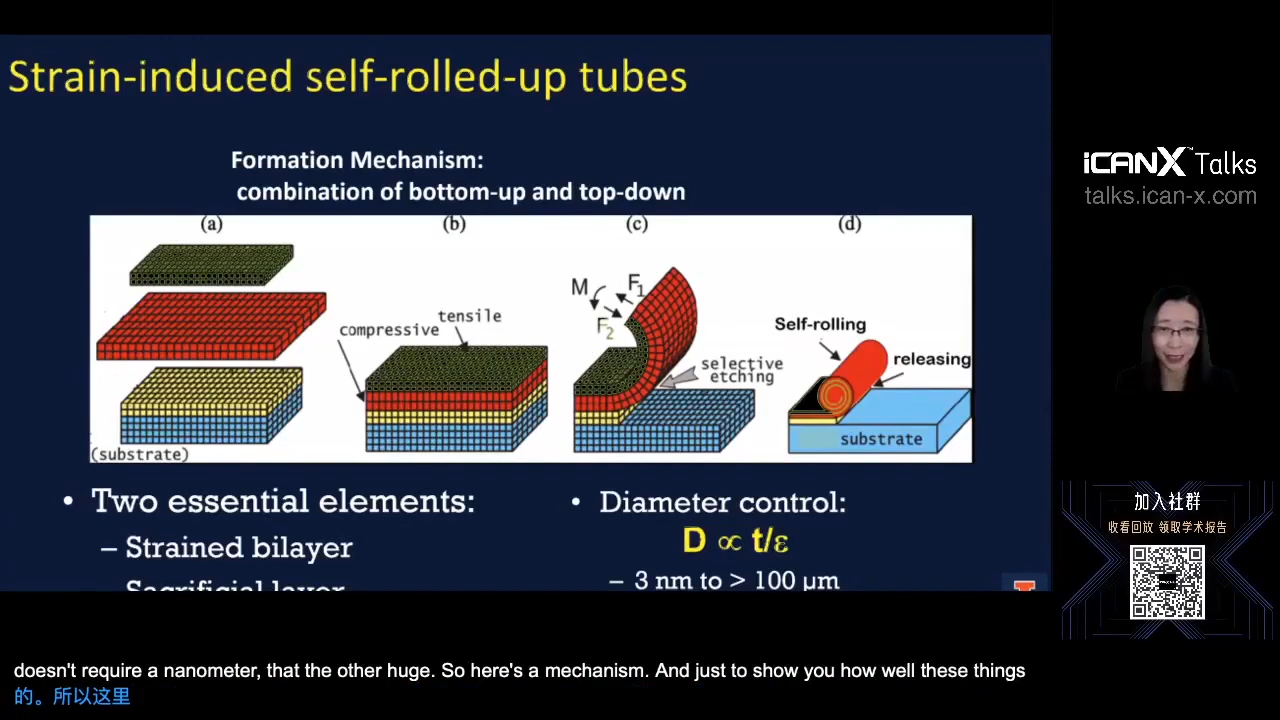 Strain-induced self-rolled-up tubes
Formation Mechanism:
combination of bottom-up and top-down
(a)
(b)
(c)
(d)
(substrate)
compressive
tensile
M
F1
F2
selective
etching
Self-rolling
releasing
substrate
• Two essential elements:
– Strained bilayer
– Sacrificial layer
• Diameter control:
D ∝ t/ε
– 3 nm to > 100 μm
iCANX Talks
talks.ican-x.com
加入社群
收看回放 领取学术报告
doesn't require a nanometer, that the other huge. So here's a mechanism. And just to show you how well these things
的。所以这里